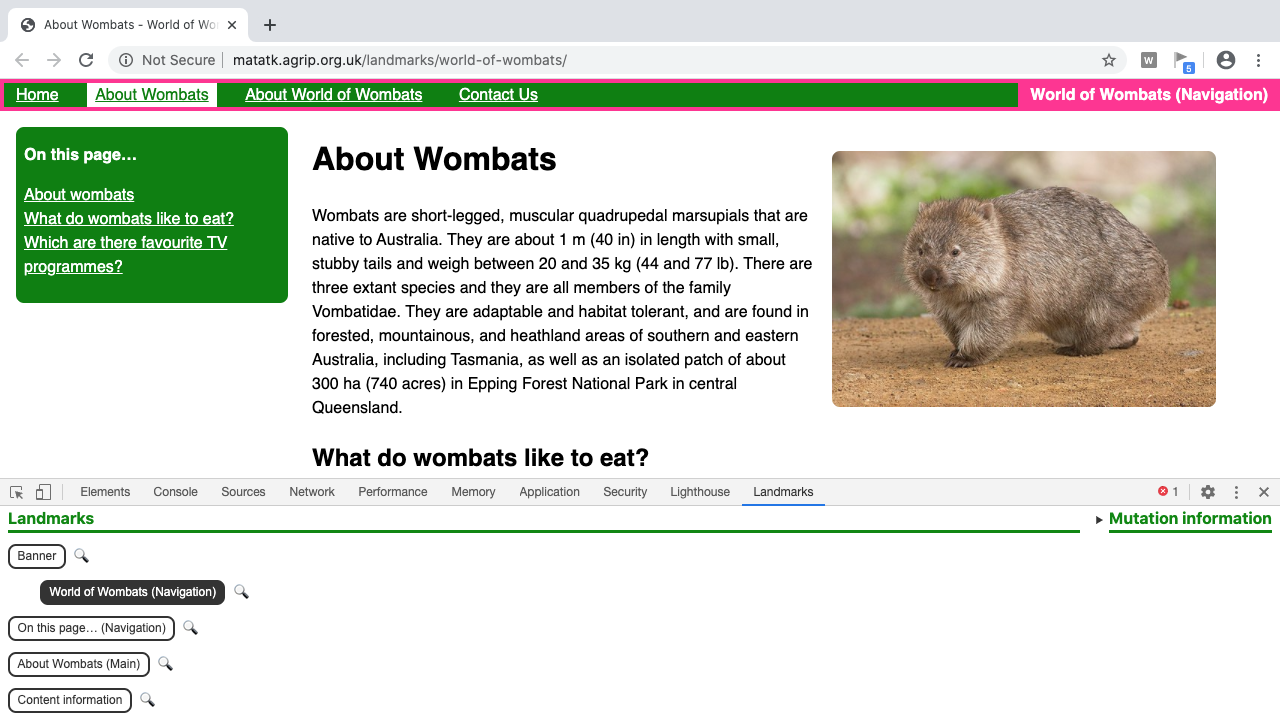 About Wombats - World of Wo
Not Secure
matatk.agrip.org.uk/landmarks/world-of-wombats/
W
5
Home
About Wombats
About World of Wombats
Contact Us
World of Wombats (Navigation)
On this page…
About wombats
What do wombats like to eat?
Which are there favourite TV
programmes?
About Wombats
Wombats are short-legged, muscular quadrupedal marsupials that are
native to Australia. They are about 1 m (40 in) in length with small,
stubby tails and weigh between 20 and 35 kg (44 and 77 lb). There are
three extant species and they are all members of the family
Vombatidae. They are adaptable and habitat tolerant, and are found in
forested, mountainous, and heathland areas of southern and eastern
Australia, including Tasmania, as well as an isolated patch of about
300 ha (740 acres) in Epping Forest National Park in central
Queensland.
What do wombats like to eat?
Elements
Console
Sources
Network
Performance
Memory
Application
Security
Lighthouse
Landmarks
1
Landmarks
Mutation information
Banner
World of Wombats (Navigation)
On this page… (Navigation)
About Wombats (Main)
Content information